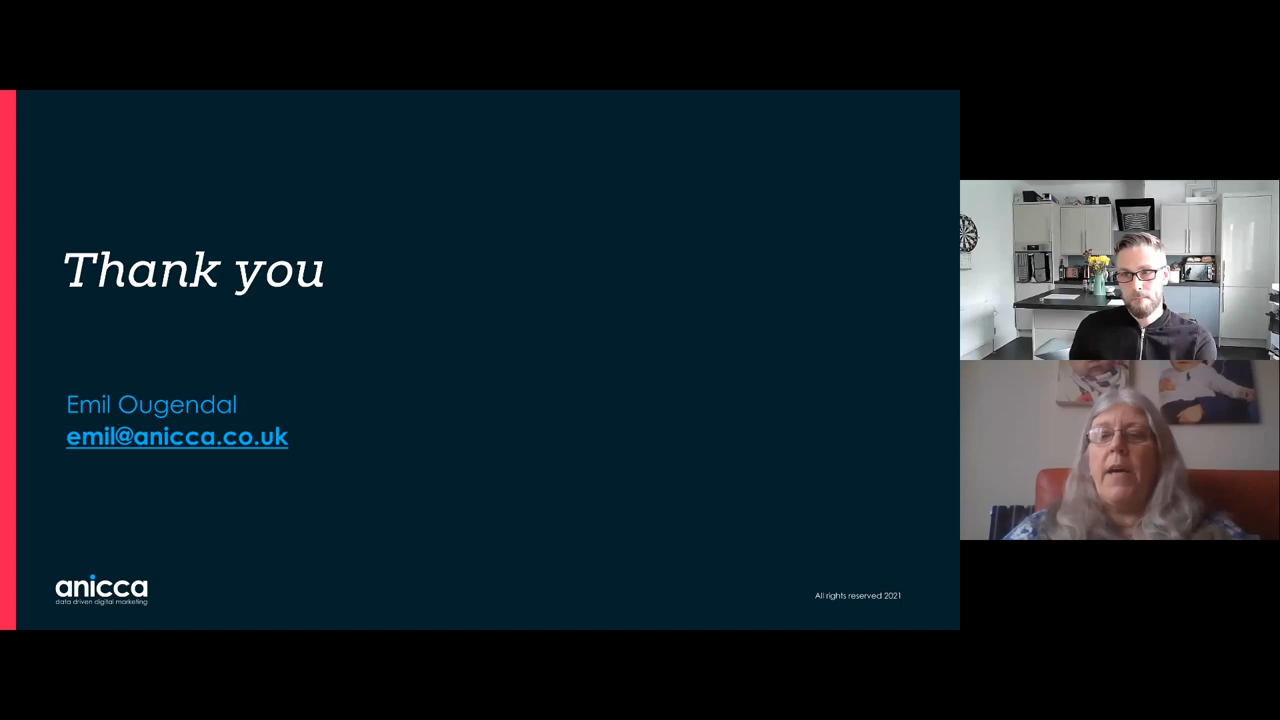 Thank you
Emil Ougendal
emil@anicca.co.uk
anicca
data driven digital marketing
All rights reserved 2021